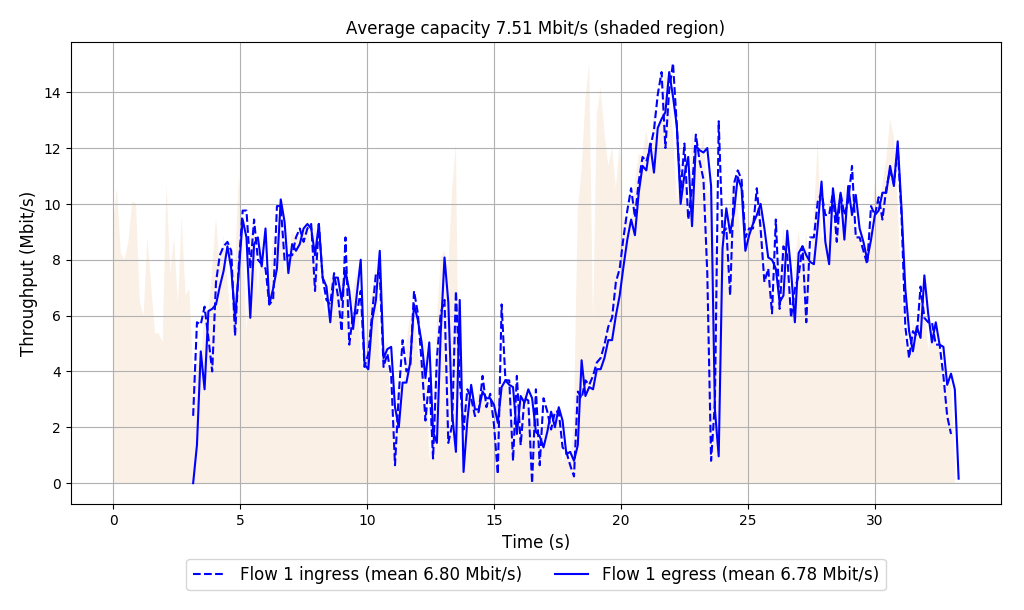 Average capacity 7.51 Mbit/s (shaded region)
Throughput (Mbit/s)
14
12
10
8
6
4
2
0
0 5 10 15 20 25 30
Time (s)
Flow 1 ingress (mean 6.80 Mbit/s) Flow 1 egress (mean 6.78 Mbit/s)